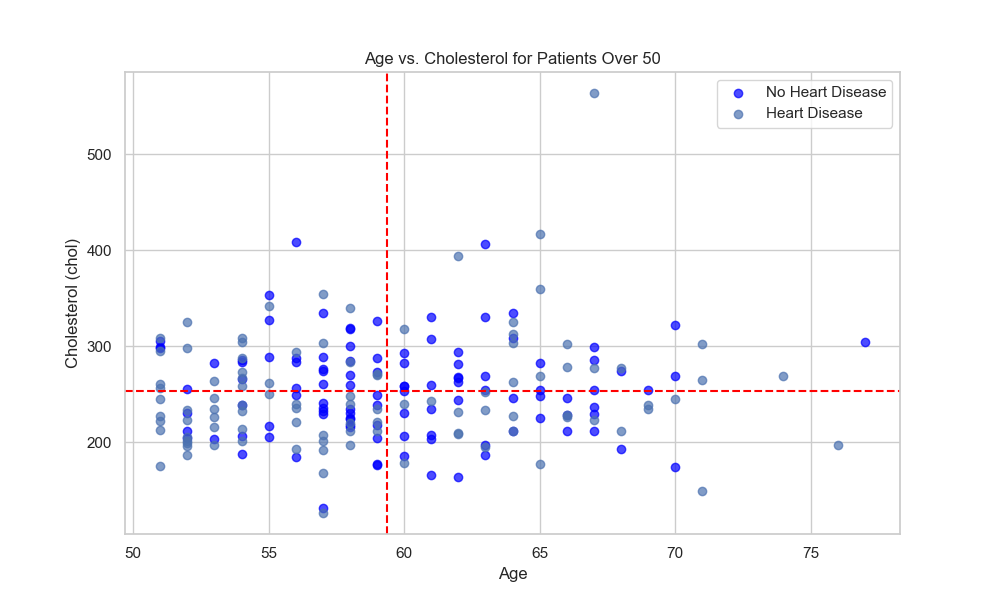 Age vs. Cholesterol for Patients Over 50
No Heart Disease
Heart Disease
500
400
300
200
Cholesterol (chol)
50 55 60 65 70 75
Age